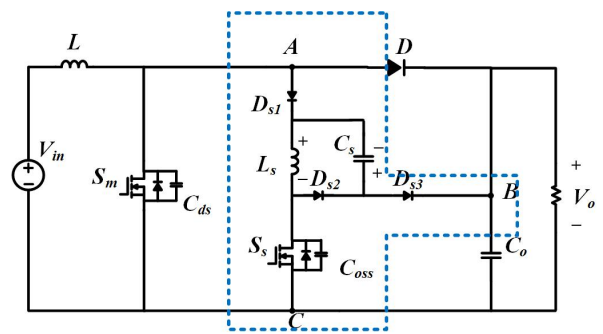 L
A
D
Ds1
+
Cs
−
Vin
+
−
Sm
Ls
−
+
Ds2
Ds3
B
+
Vo
−
Cds
Ss
Coss
Co
C